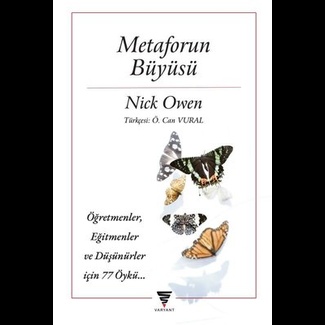 Metaforun
Büyüsü
Nick Owen
Türkçesi: Ö. Can VURAL
Öğretmenler,
Eğitmenler
ve Düşünürler
için 77 Öykü...
VARYANT